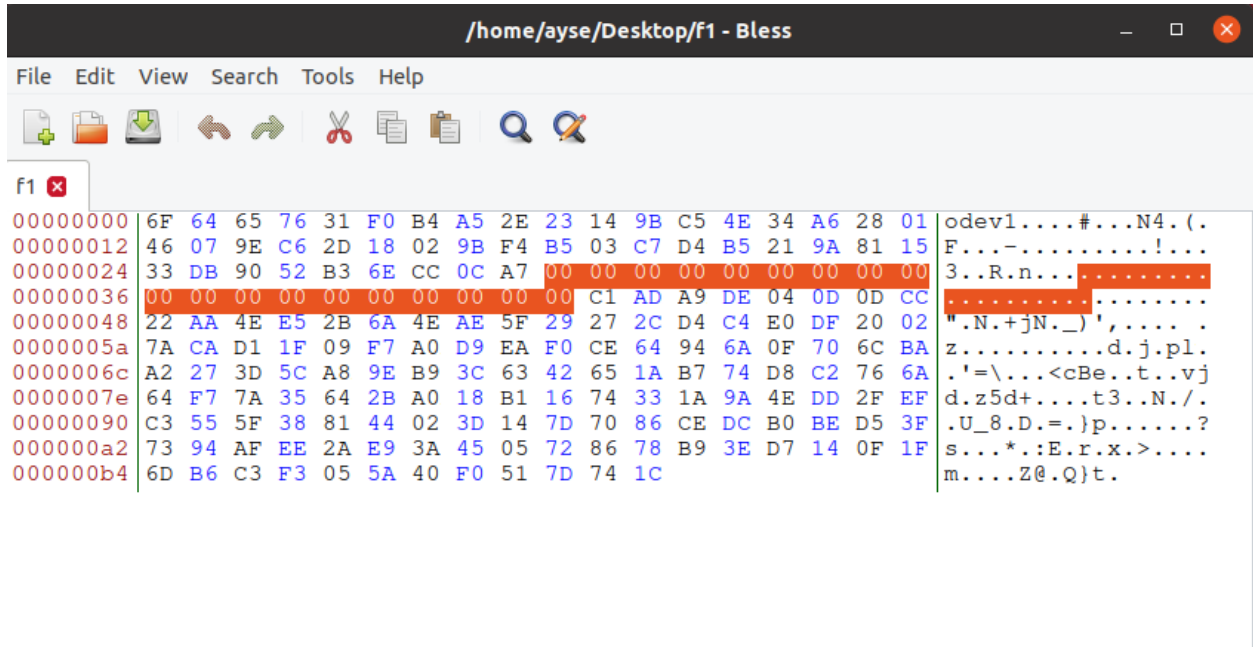 /home/ayse/Desktop/f1 - Bless
File Edit View Search Tools Help
f1
00000000 6F 64 65 76 31 F0 B4 A5 2E 23 14 9B C5 4E 34 A6 28 01 odev1....#...N4.(.
00000012 46 07 9E C6 2D 18 02 9B F4 B5 03 C7 D4 B5 21 9A 81 15 F...-.........!...
00000024 33 DB 90 52 B3 6E CC 0C A7 00 00 00 00 00 00 00 00 00 3..R.n............
00000036 00 00 00 00 00 00 00 00 00 00 C1 AD A9 DE 04 0D 0D CC ..................
00000048 22 AA 4E E5 2B 6A 4E AE 5F 29 27 2C D4 C4 E0 DF 20 02 ".N.+jN._)',.... .
0000005a 7A CA D1 1F 09 F7 A0 D9 EA F0 CE 64 94 6A 0F 70 6C BA z..........d.j.pl.
0000006c A2 27 3D 5C A8 9E B9 3C 63 42 65 1A B7 74 D8 C2 76 6A .'=\...<cBe..t..vj
0000007e 64 F7 7A 35 64 2B A0 18 B1 16 74 33 1A 9A 4E DD 2F EF d.z5d+....t3..N./.
00000090 C3 55 5F 38 81 44 02 3D 14 7D 70 86 CE DC B0 BE D5 3F .U_8.D.=.}p......?
000000a2 73 94 AF EE 2A E9 3A 45 05 72 86 78 B9 3E D7 14 0F 1F s...*.:E.r.x.>....
000000b4 6D B6 C3 F3 05 5A 40 F0 51 7D 74 1C m....Z@.Q}t.